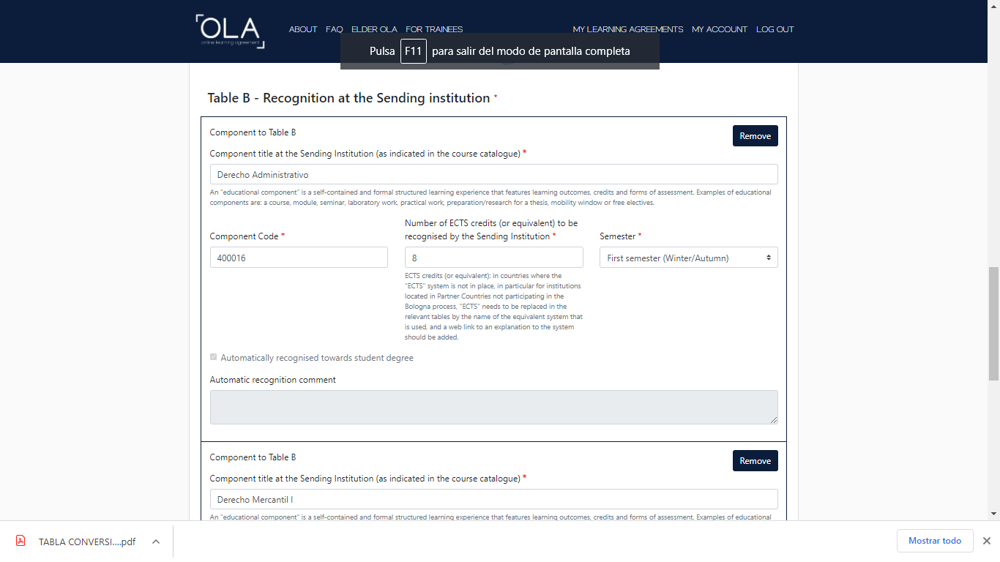 OLA
online learning agreement
ABOUT FAQ ELDER OLA FOR TRAINEES MY LEARNING AGREEMENTS MY ACCOUNT LOG OUT
Pulsa F11 para salir del modo de pantalla completa
Table B - Recognition at the Sending institution *
Component to Table B
Remove
Component title at the Sending Institution (as indicated in the course catalogue) *
Derecho Administrativo
An "educational component" is a self-contained and formal structured learning experience that features learning outcomes, credits and forms of assessment. Examples of educational
components are: a course, module, seminar, laboratory work, practical work, preparation/research for a thesis, mobility window or free electives.
Component Code *
400016
Number of ECTS credits (or equivalent) to be
recognised by the Sending Institution *
8
ECTS credits (or equivalent): in countries where the
"ECTS" system is not in place, in particular for institutions
located in Partner Countries not participating in the
Bologna process, "ECTS" needs to be replaced in the
relevant tables by the name of the equivalent system that
is used, and a web link to an explanation to the system
should be added.
Semester *
First semester (Winter/Autumn)
Automatically recognised towards student degree
Automatic recognition comment
Component to Table B
Remove
Component title at the Sending Institution (as indicated in the course catalogue) *
Derecho Mercantil I
An "educational component" is a self-contained and formal structured learning experience that features learning outcomes, credits and forms of assessment. Examples of educational
TABLA CONVERSI....pdf
Mostrar todo